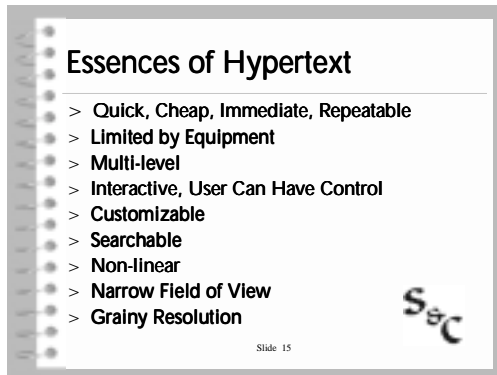 Essences of Hypertext
> Quick, Cheap, Immediate, Repeatable
> Limited by Equipment
> Multi-level
> Interactive, User Can Have Control
> Customizable
> Searchable
> Non-linear
> Narrow Field of View
> Grainy Resolution
S&C
Slide 15